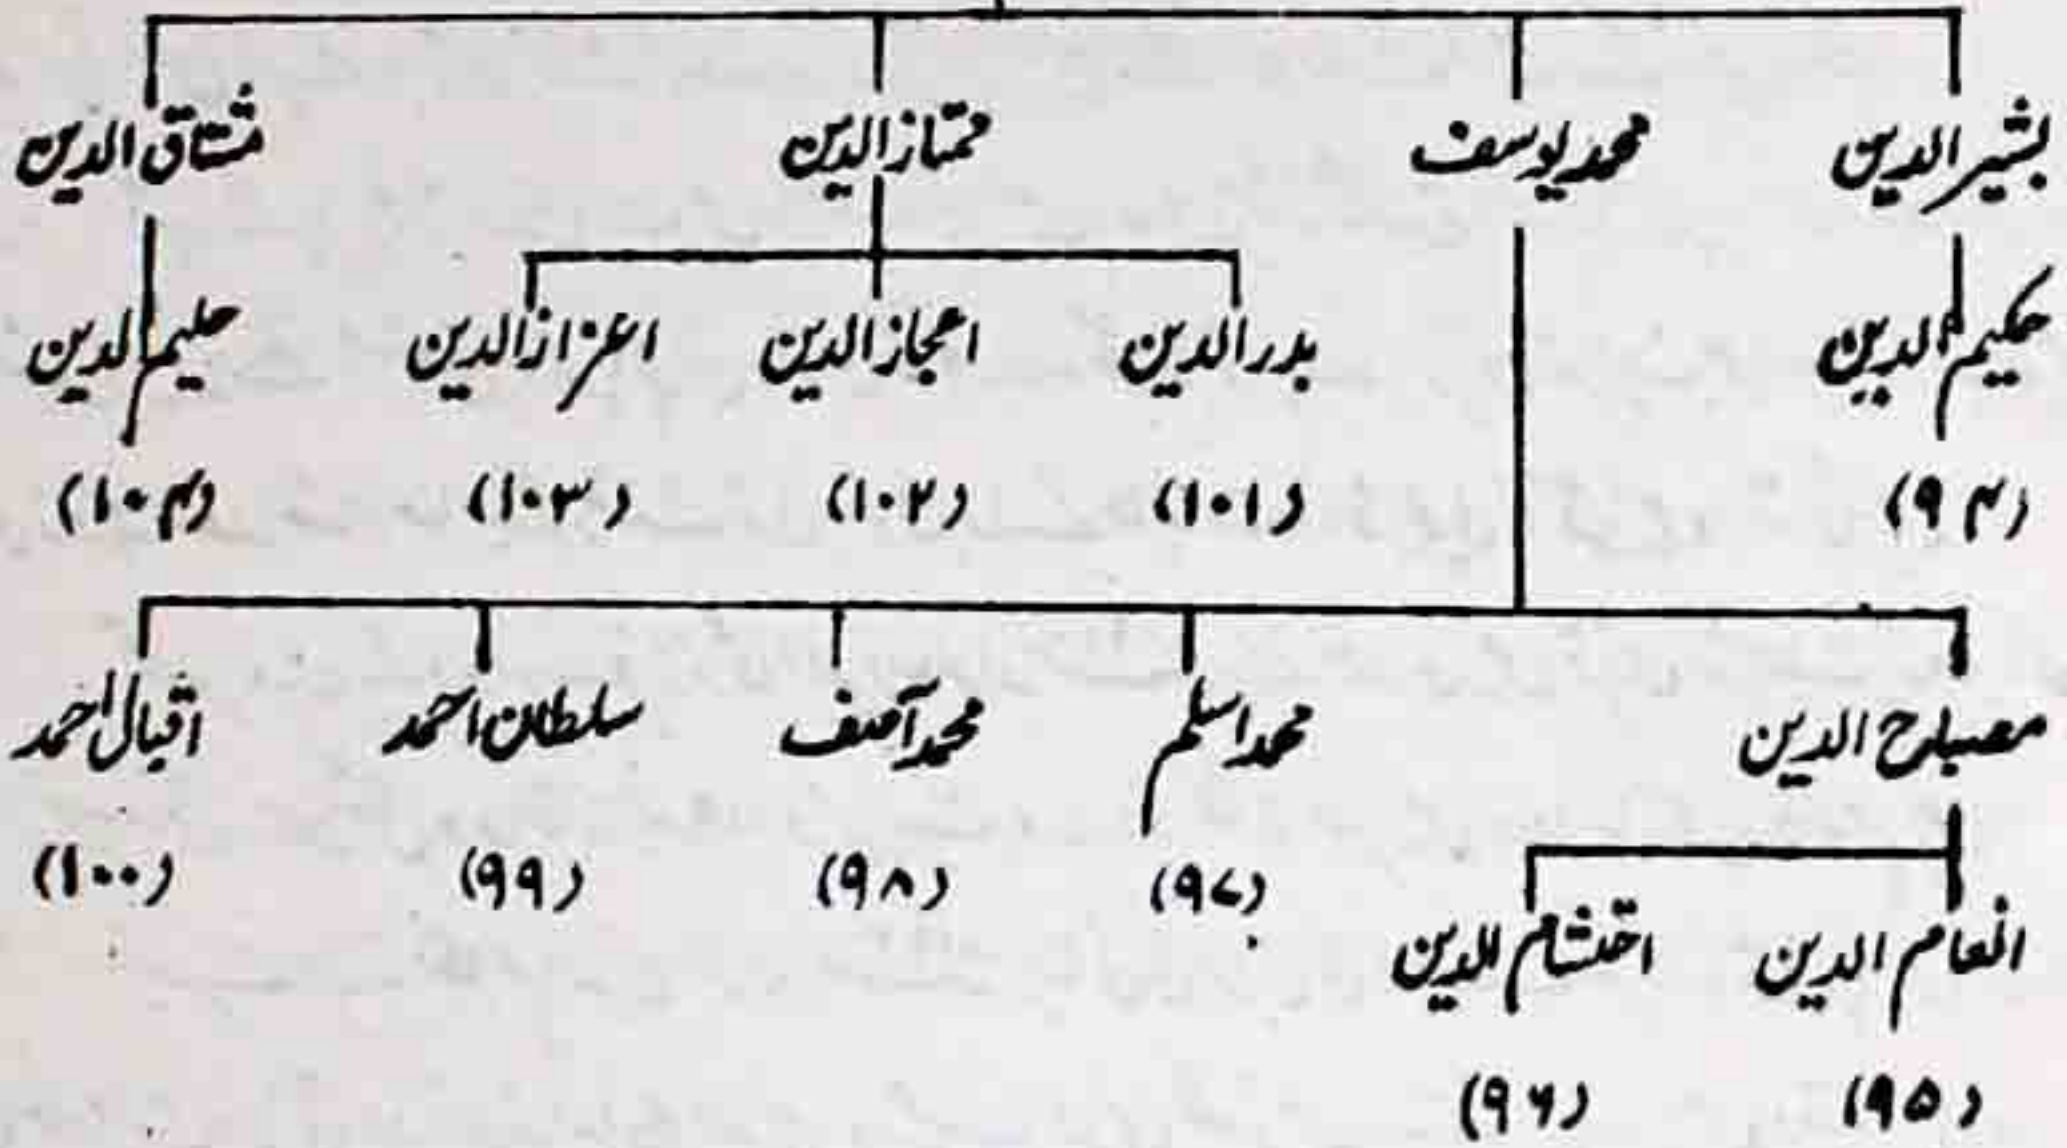 بشیر الدین محمد یوسف ممتاز الدین مشتاق الدین
حکیم الدین بدر الدین اعجاز الدین اعزاز الدین حلیم الدین
(۹۴) (۱۰۱) (۱۰۲) (۱۰۳) (۱۰۴)
مصباح الدین محمد اسلم محمد آصف سلطان احمد اقبال احمد
(۹۷) (۹۸) (۹۹) (۱۰۰)
انعام الدین احتشام الدین
(۹۵) (۹۶)